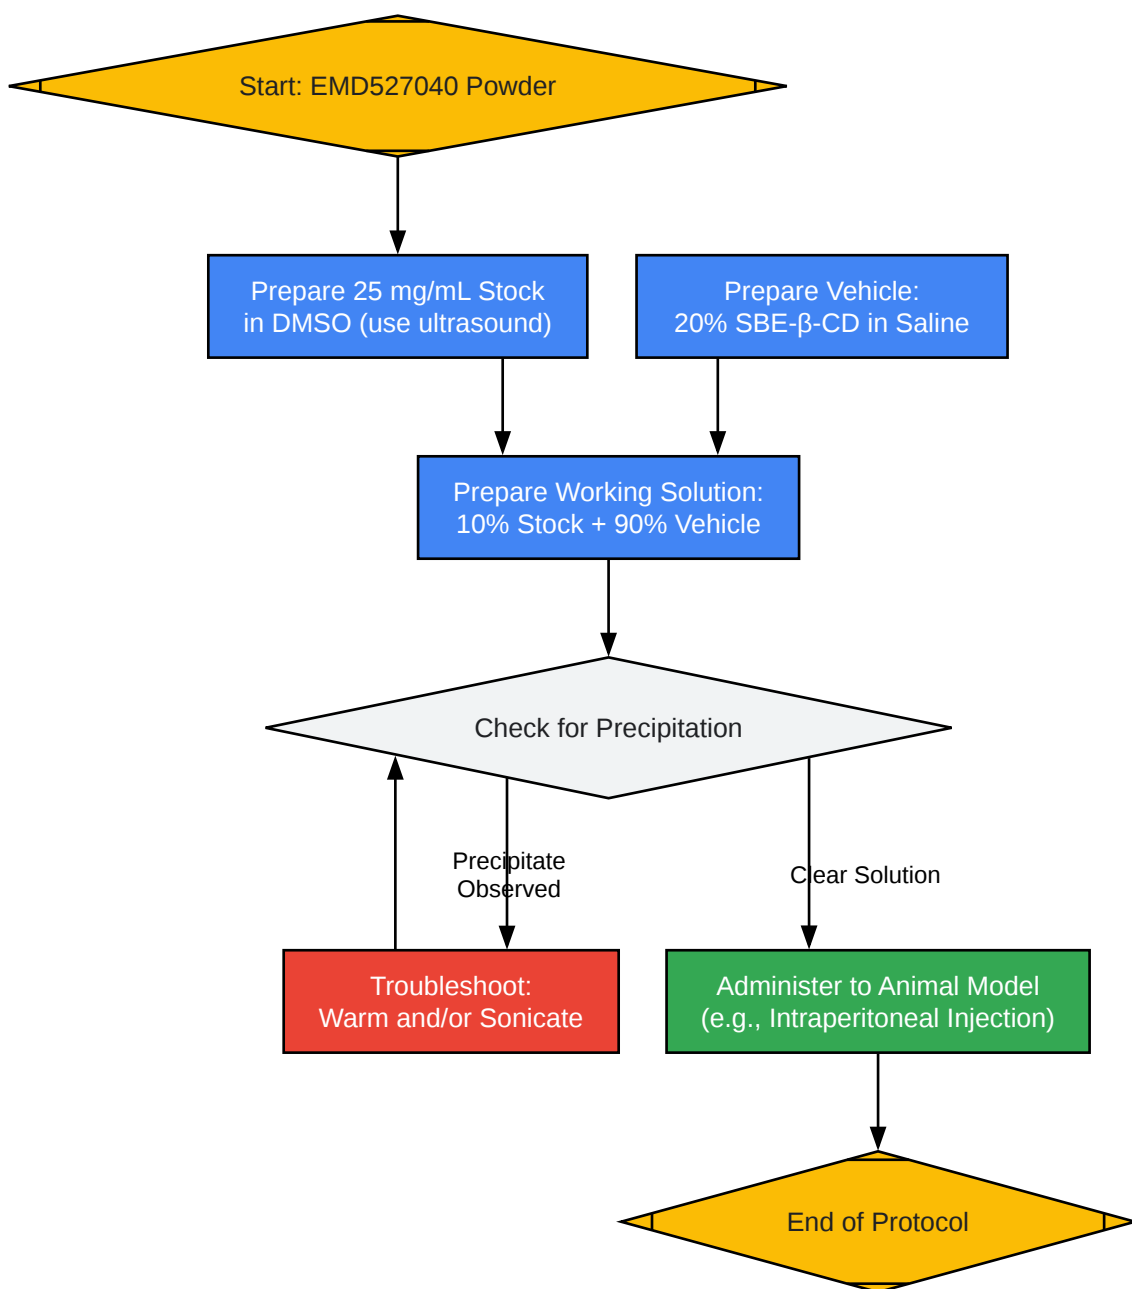 Start: EMD527040 Powder
Prepare 25 mg/mL Stock
in DMSO (use ultrasound)
Prepare Vehicle:
20% SBE-β-CD in Saline
Prepare Working Solution:
10% Stock + 90% Vehicle
Check for Precipitation
Precipitate
Observed
Clear Solution
Troubleshoot:
Warm and/or Sonicate
Administer to Animal Model
(e.g., Intraperitoneal Injection)
End of Protocol